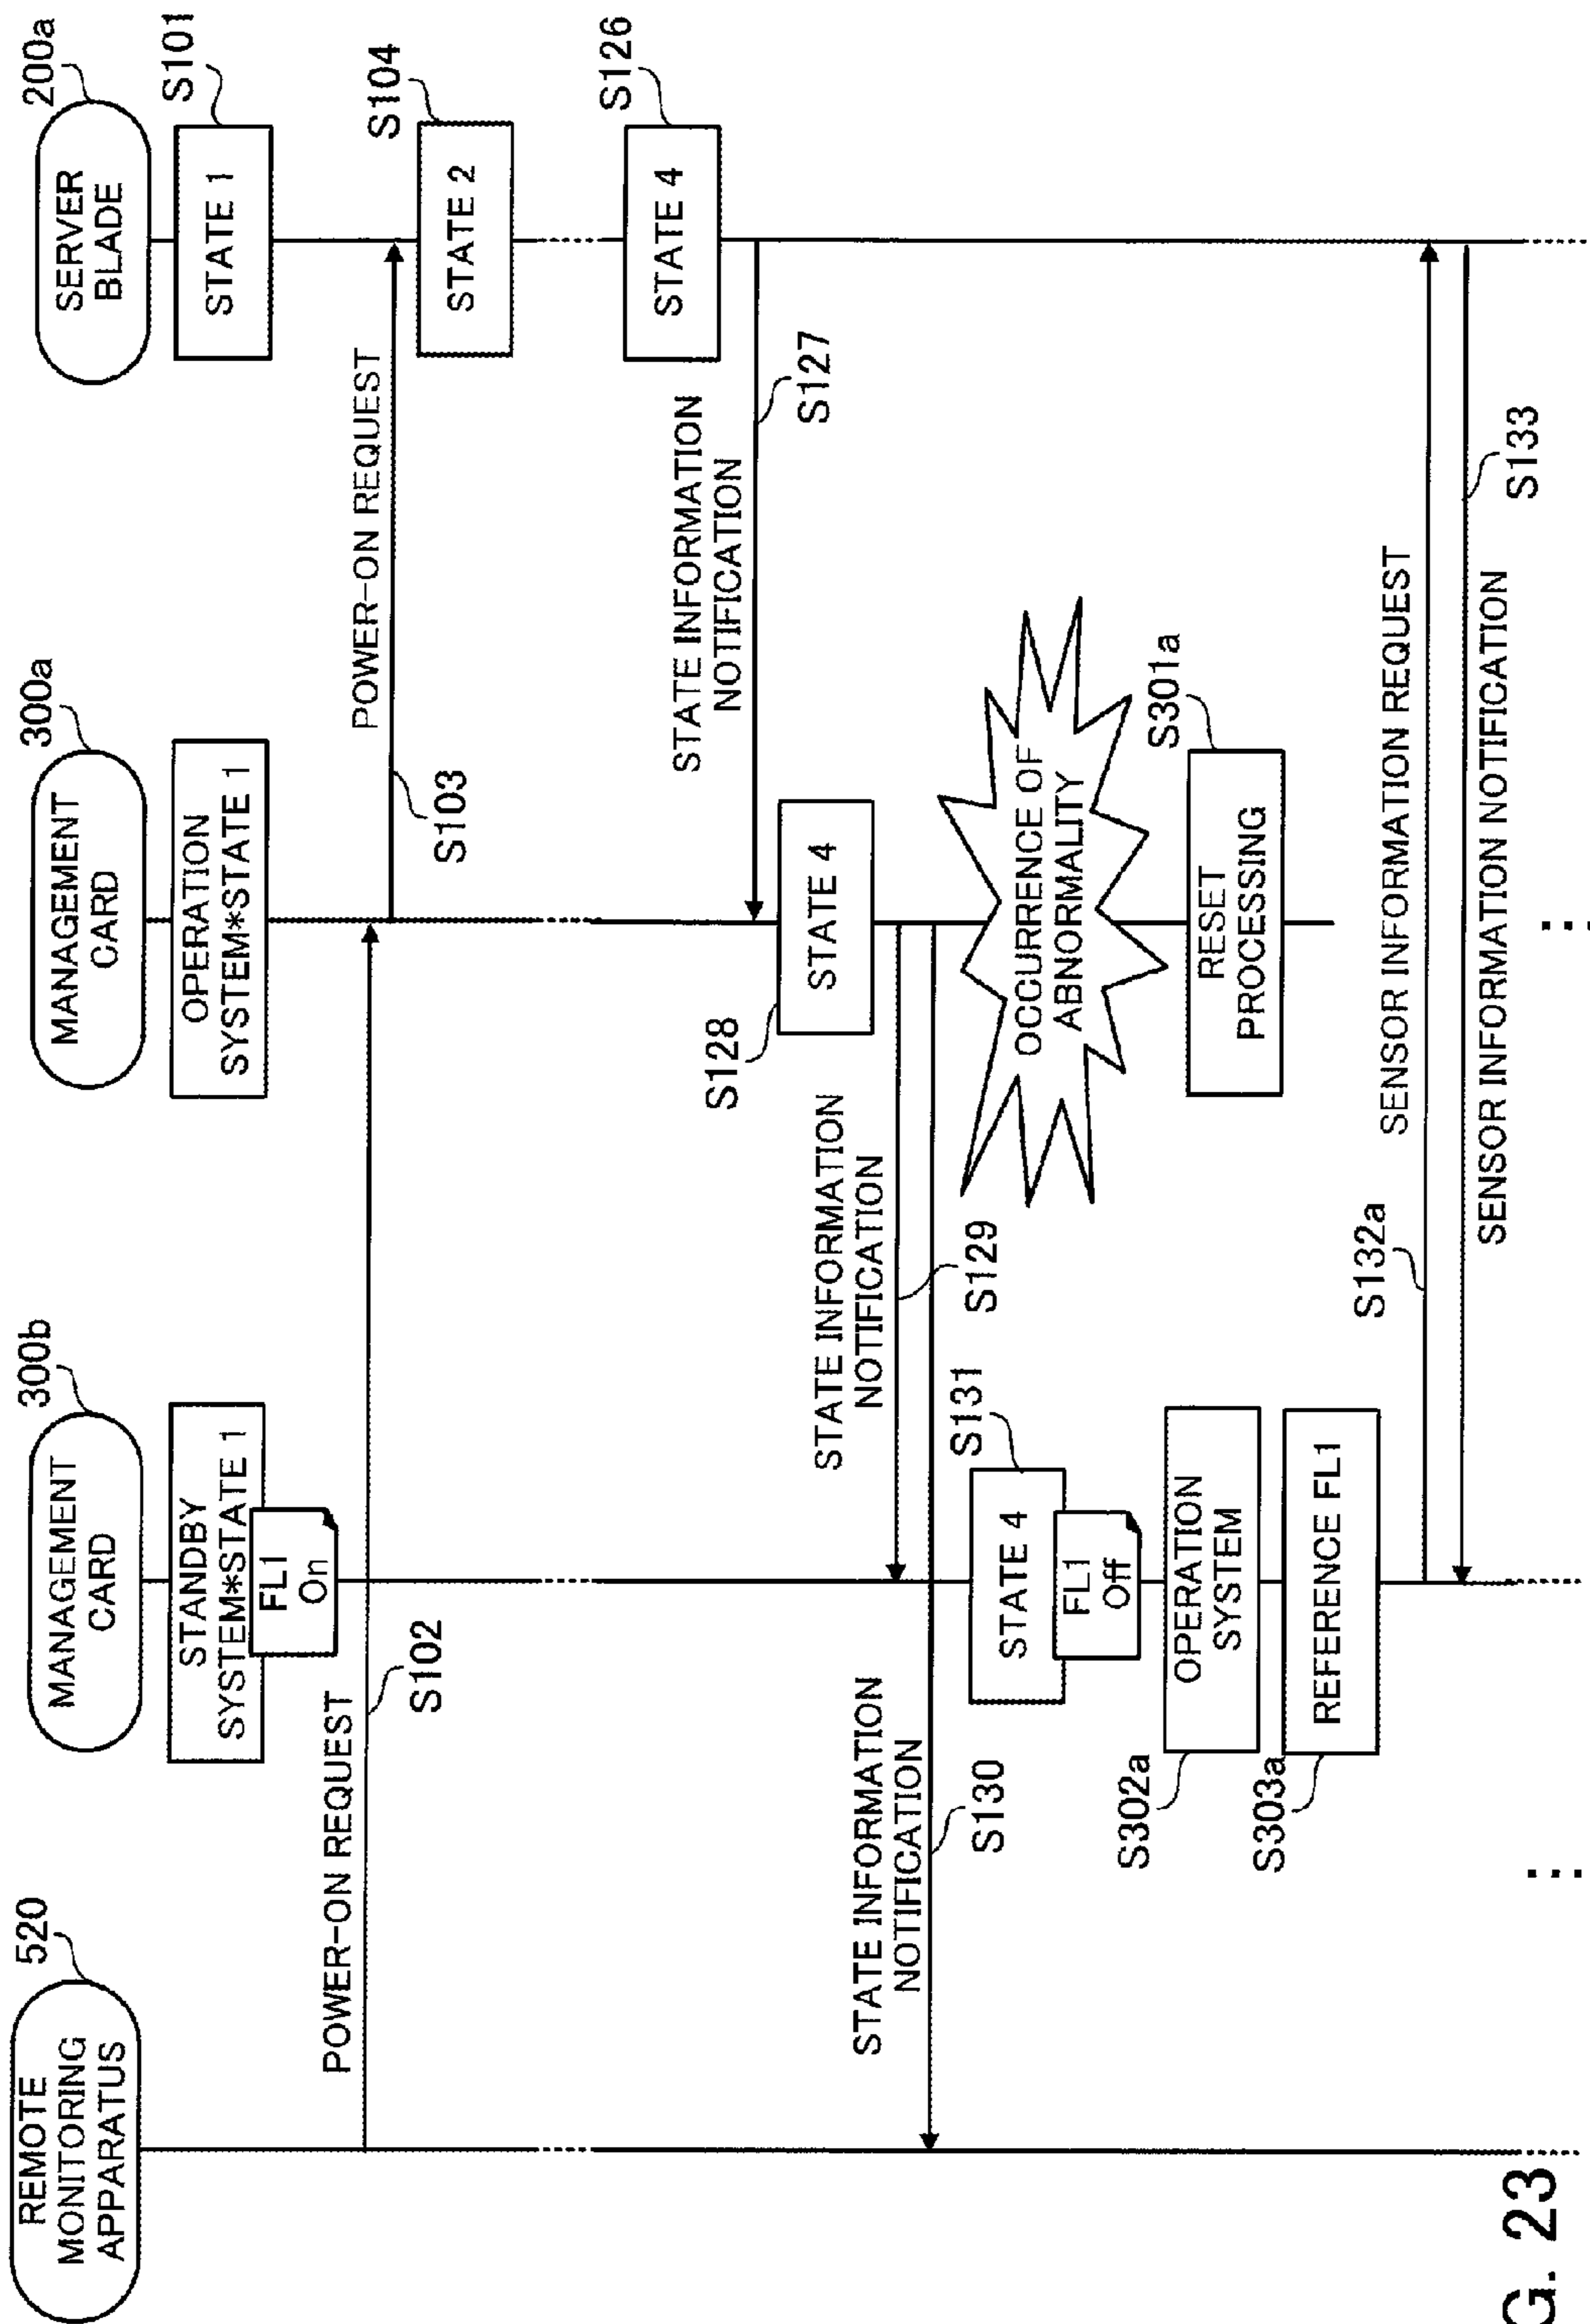 REMOTE
MONITORING
APPARATUS
520
MANAGEMENT
CARD
300b
MANAGEMENT
CARD
300a
SERVER
BLADE
200a
STANDBY
SYSTEM*STATE 1
FL1
On
OPERATION
SYSTEM*STATE 1
STATE 1
S101
POWER-ON REQUEST
S102
POWER-ON REQUEST
S103
STATE 2
S104
STATE 4
S126
STATE INFORMATION
NOTIFICATION
S127
STATE 4
S128
STATE INFORMATION
NOTIFICATION
S129
STATE INFORMATION
NOTIFICATION
S130
OCCURRENCE OF
ABNORMALITY
STATE 4
S131
FL1
Off
RESET
PROCESSING
S301a
OPERATION
SYSTEM
S302a
REFERENCE FL1
S303a
SENSOR INFORMATION REQUEST
S132a
SENSOR INFORMATION NOTIFICATION
S133
G. 23